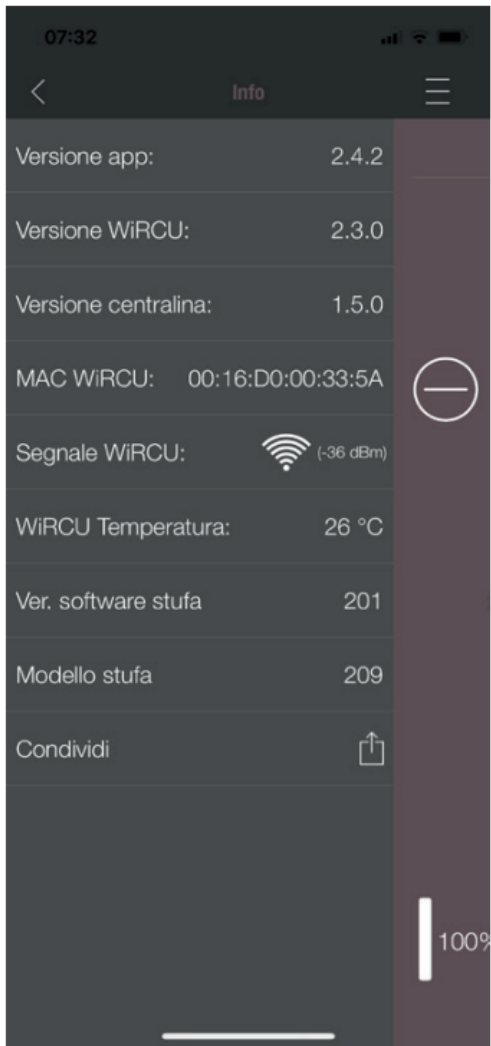 07:32
Info
Versione app: 2.4.2
Versione WiRCU: 2.3.0
Versione centralina: 1.5.0
MAC WiRCU: 00:16:D0:00:33:5A
Segnale WiRCU: (-36 dBm)
WiRCU Temperatura: 26 °C
Ver. software stufa 201
Modello stufa 209
Condividi
100%